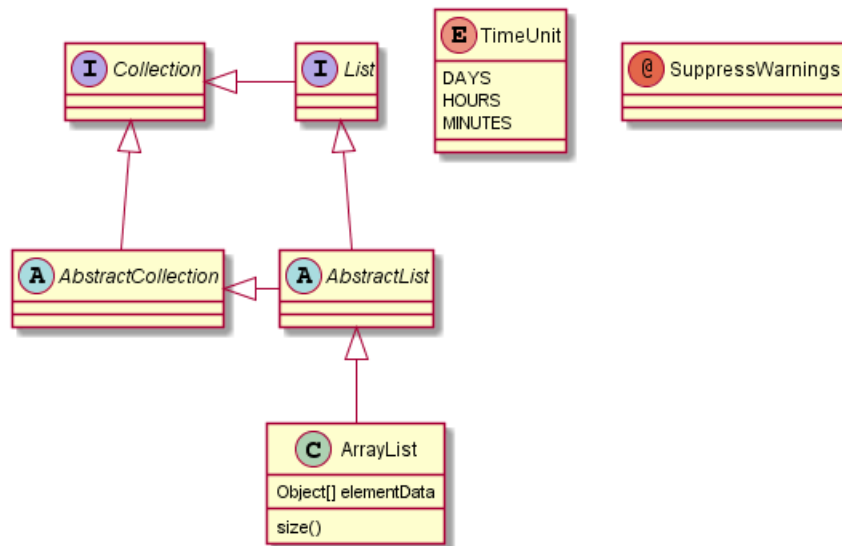 I Collection
I List
E TimeUnit
DAYS
HOURS
MINUTES
@ SuppressWarnings
A AbstractCollection
A AbstractList
C ArrayList
Object[] elementData
size()